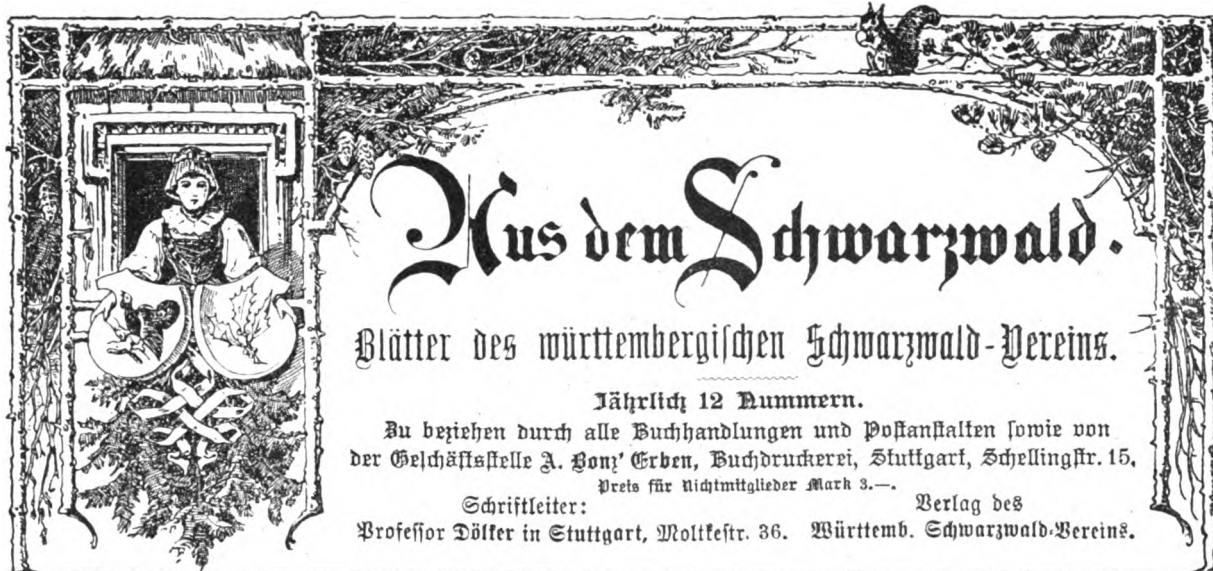 Aus dem Schwarzwald.
Blätter des württembergischen Schwarzwald-Vereins.
Jährlich 12 Nummern.
Zu beziehen durch alle Buchhandlungen und Postanstalten sowie von
der Geschäftsstelle A. Bonz' Erben, Buchdruckerei, Stuttgart, Schellingstr. 15.
Preis für Nichtmitglieder Mark 3.—.
Schriftleiter:
Professor Dölker in Stuttgart, Moltkestr. 36.
Verlag des
Württemb. Schwarzwald-Vereins.